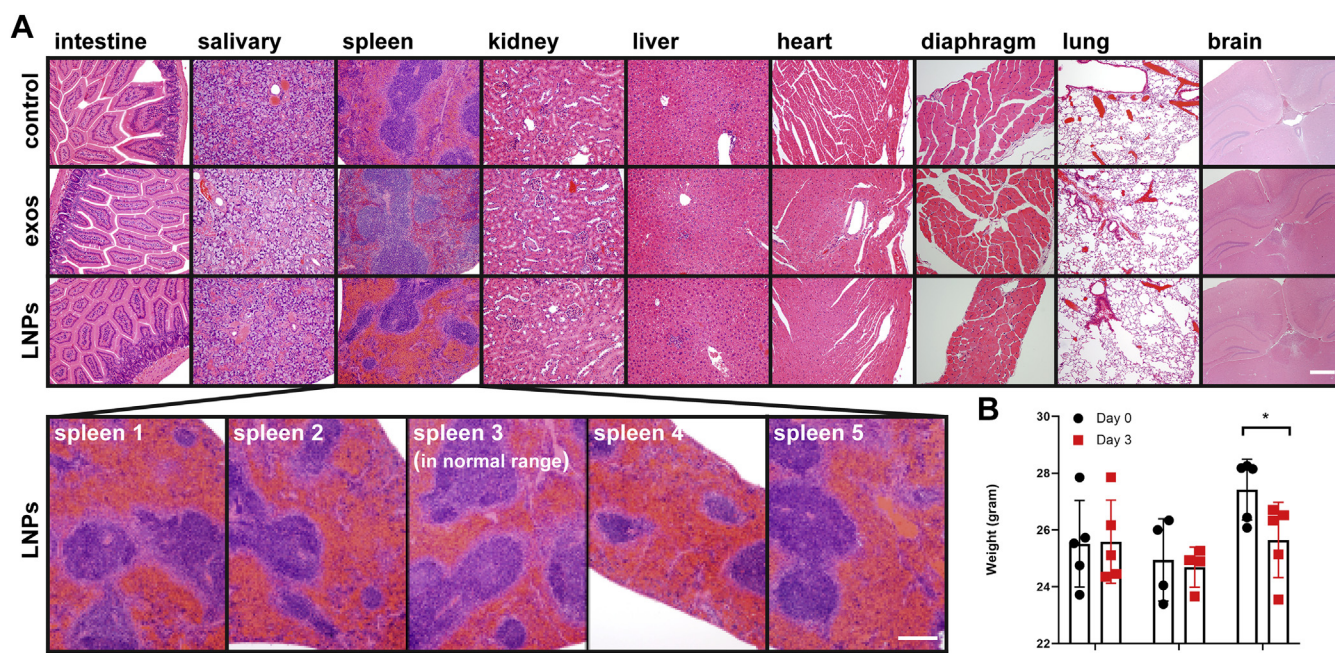 A
intestine salivary spleen kidney liver heart diaphragm lung brain
control
exos
LNPs
spleen 1 spleen 2 spleen 3 spleen 4 spleen 5
(in normal range)
LNPs
B
30
28
26
24
22
Weight (gram)
Day 0
Day 3
*